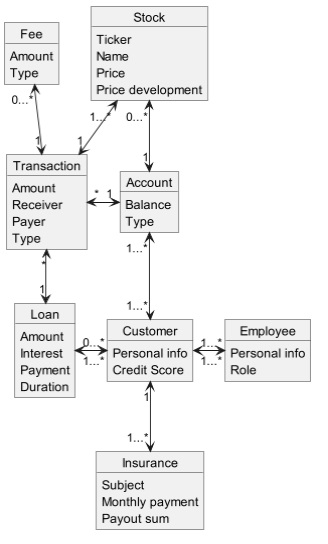 Stock
Ticker
Name
Price
Price development
Fee
Amount
Type
0...*
1...*
0...*
1
1
1
Transaction
Amount
Receiver
Payer
Type
* 1
Account
Balance
Type
*
1...*
1
1...*
Loan
Amount
Interest
Payment
Duration
0...*
1...*
Customer
Personal info
Credit Score
1...*
1...*
Employee
Personal info
Role
1
1...*
Insurance
Subject
Monthly payment
Payout sum